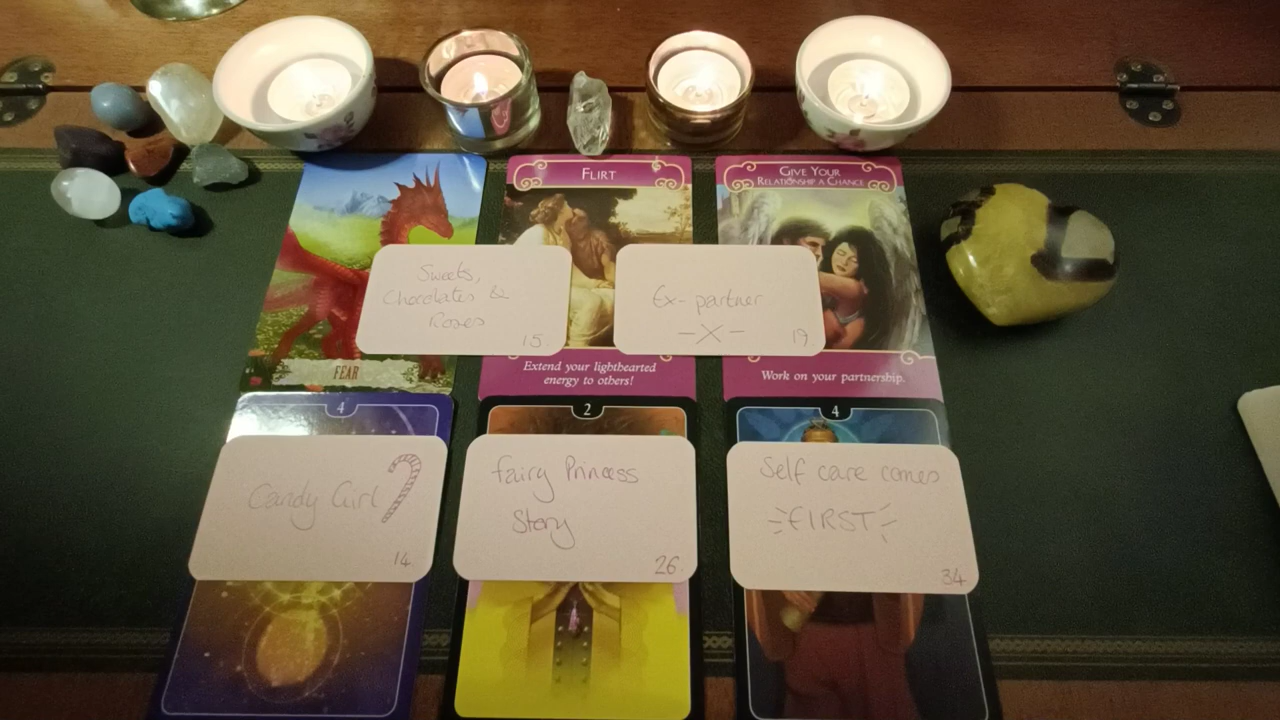 FLIRT
GIVE YOUR
RELATIONSHIP A CHANCE
Sweets,
Chocolates &
Roses
15.
Ex-partner
-X-
19.
FEAR
Extend your lighthearted
energy to others!
Work on your partnership.
4
2
4
Candy Girl
14.
Fairy Princess
Story
26.
Self care comes
FIRST
34